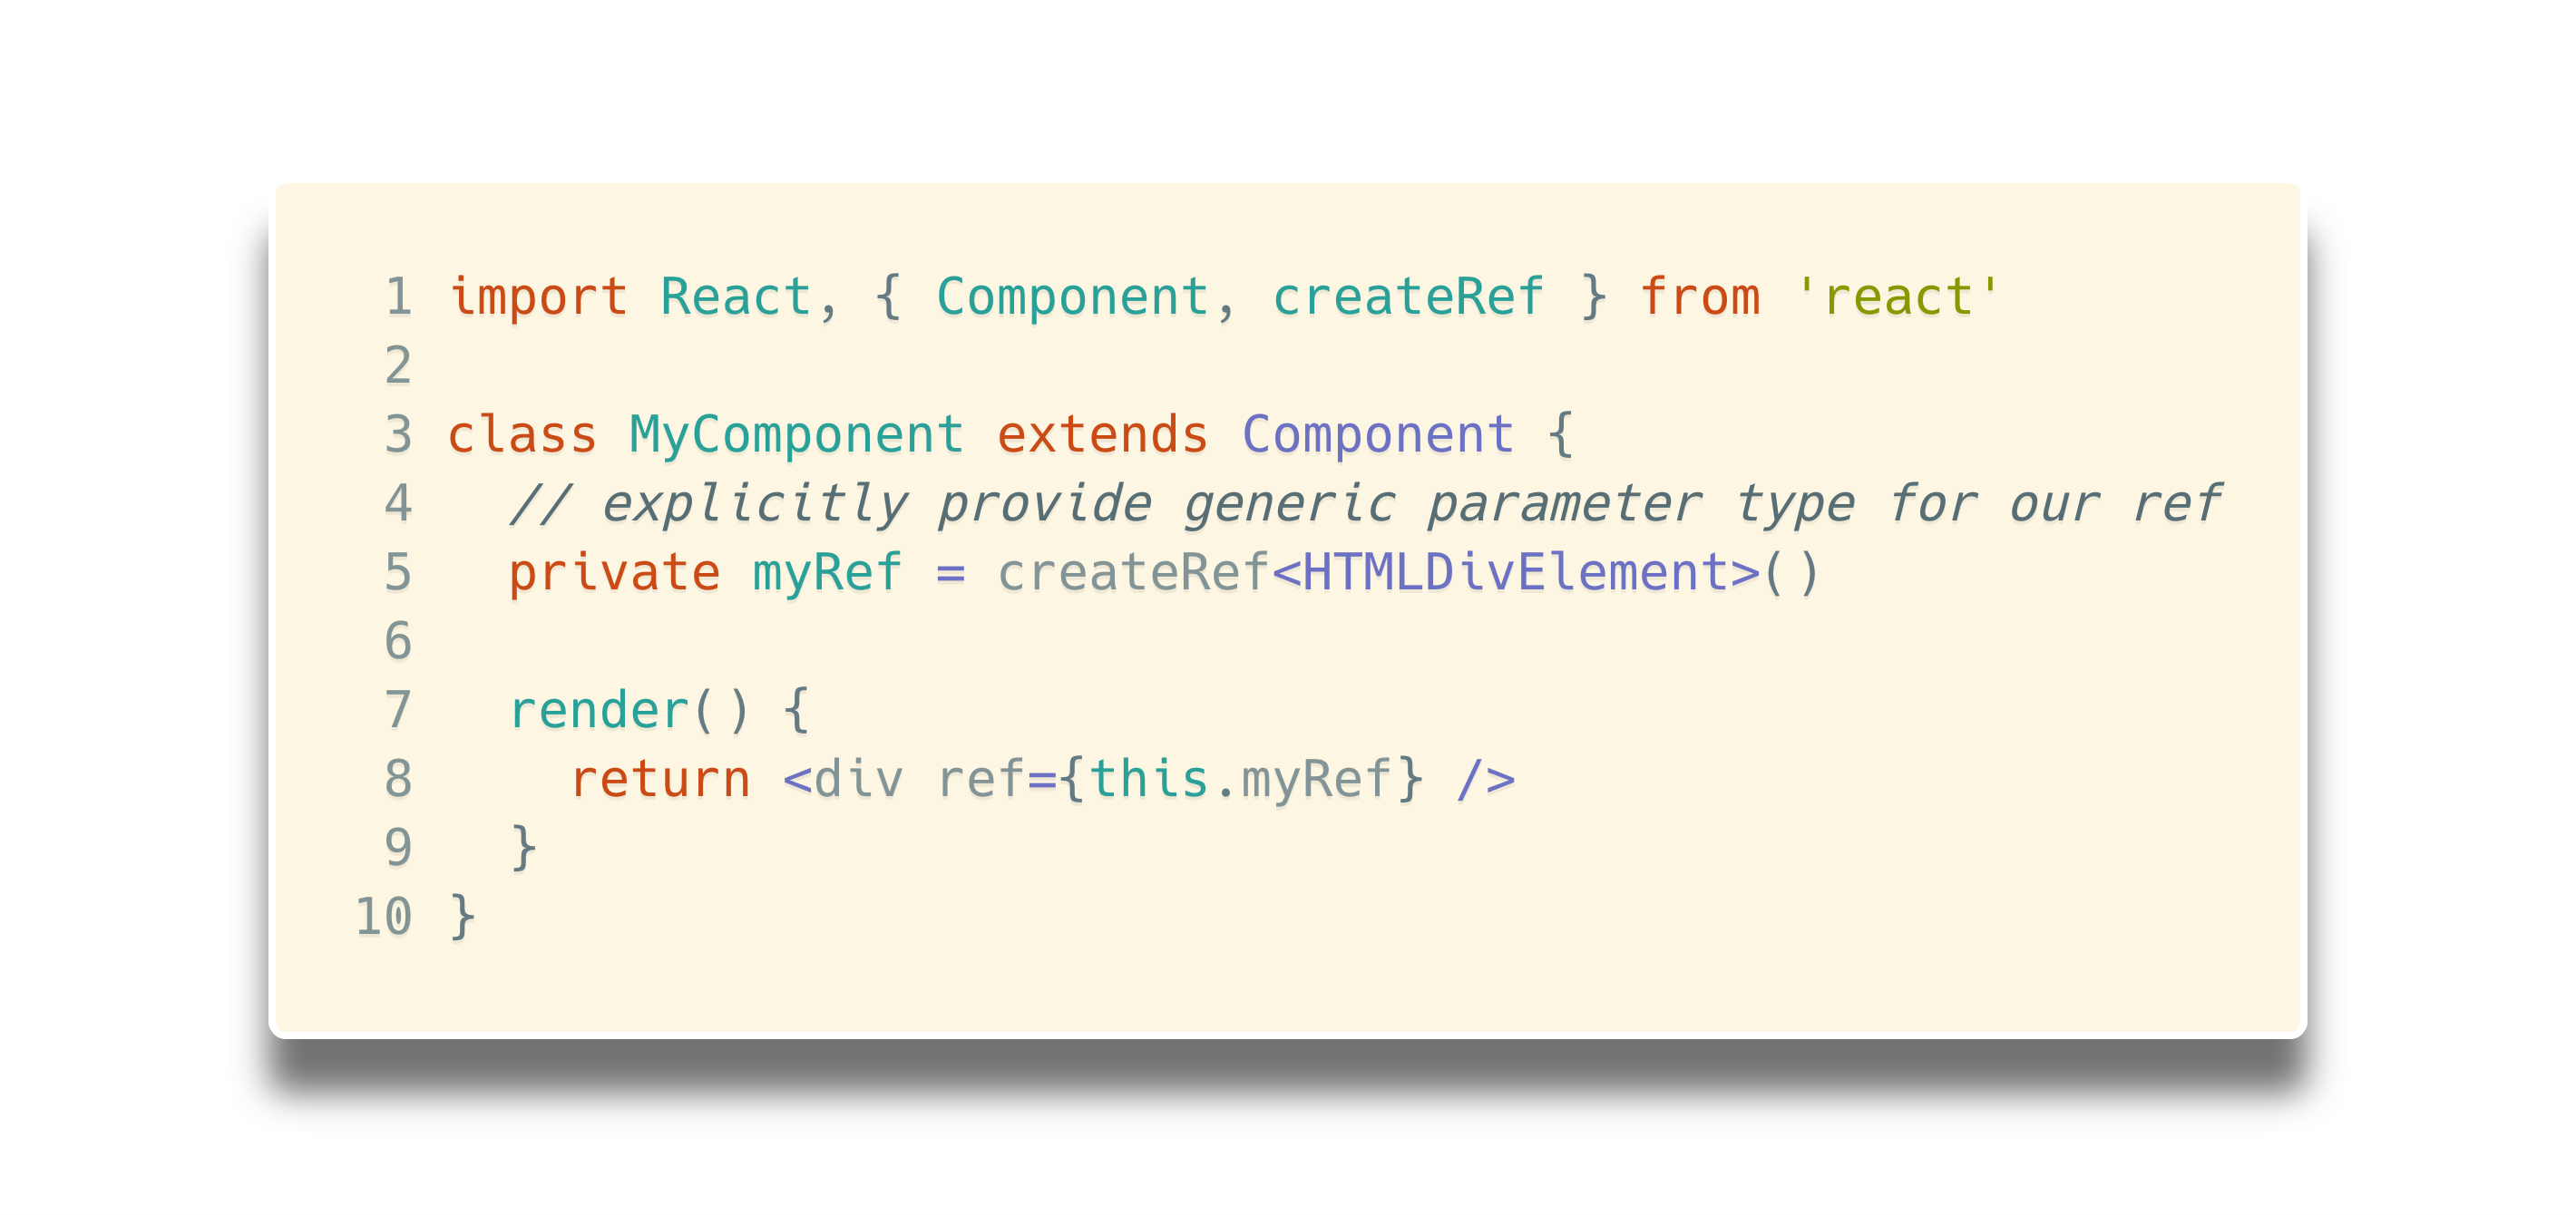 1 import React, { Component, createRef } from 'react'
2
3 class MyComponent extends Component {
4   // explicitly provide generic parameter type for our ref
5   private myRef = createRef<HTMLDivElement>()
6
7   render() {
8     return <div ref={this.myRef} />
9   }
10 }